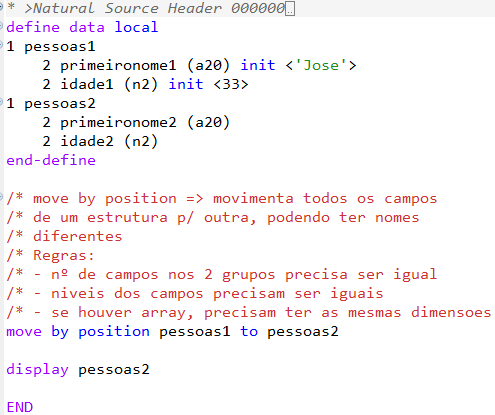 * >Natural Source Header 000000
define data local
1 pessoas1
2 primeironome1 (a20) init <'Jose'>
2 idade1 (n2) init <33>
1 pessoas2
2 primeironome2 (a20)
2 idade2 (n2)
end-define
/* move by position => movimenta todos os campos
/* de um estrutura p/ outra, podendo ter nomes
/* diferentes
/* Regras:
/* - nº de campos nos 2 grupos precisa ser igual
/* - niveis dos campos precisam ser iguais
/* - se houver array, precisam ter as mesmas dimensoes
move by position pessoas1 to pessoas2
display pessoas2
END